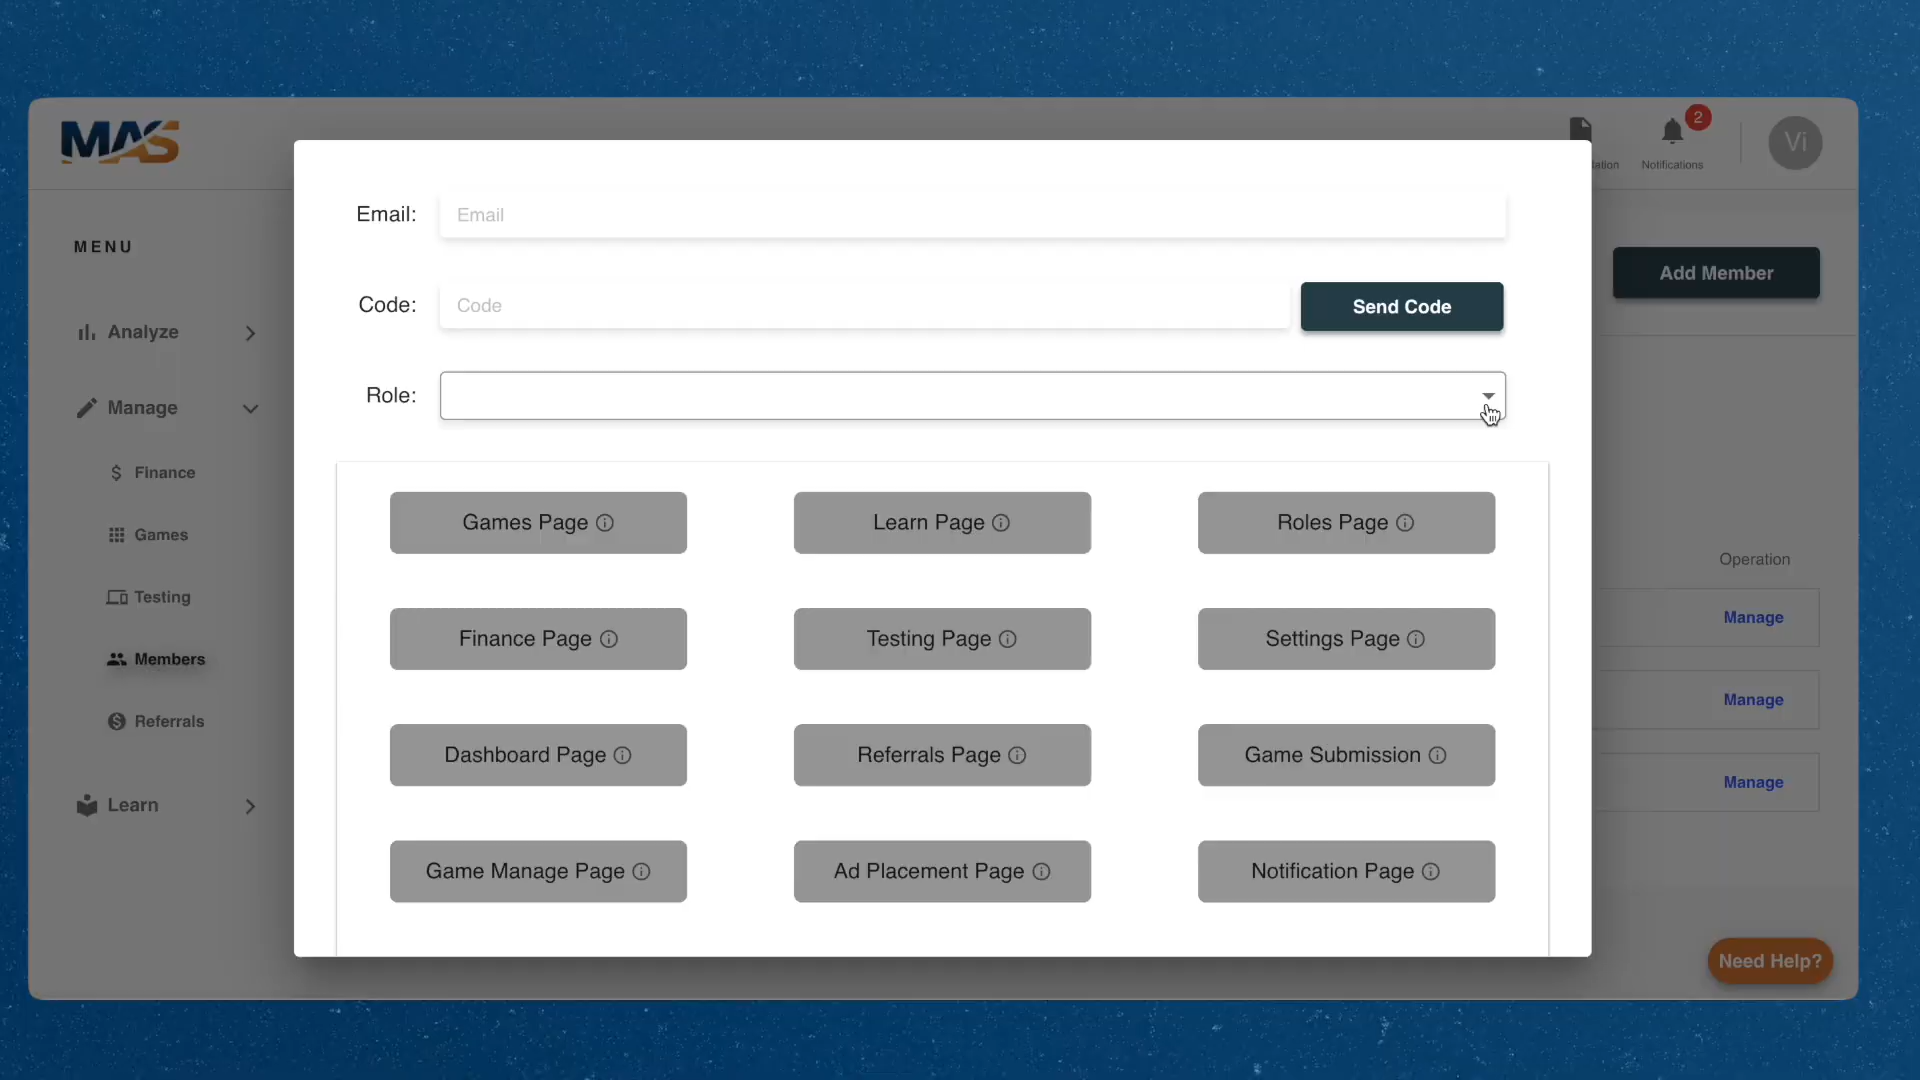 MAS
2
Vi
ation
Notifications
MENU
Analyze
Manage
Finance
Games
Testing
Members
Referrals
Learn
Email:
Email
Code:
Code
Send Code
Role:
Games Page
Learn Page
Roles Page
Finance Page
Testing Page
Settings Page
Dashboard Page
Referrals Page
Game Submission
Game Manage Page
Ad Placement Page
Notification Page
Add Member
Operation
Manage
Manage
Manage
Need Help?